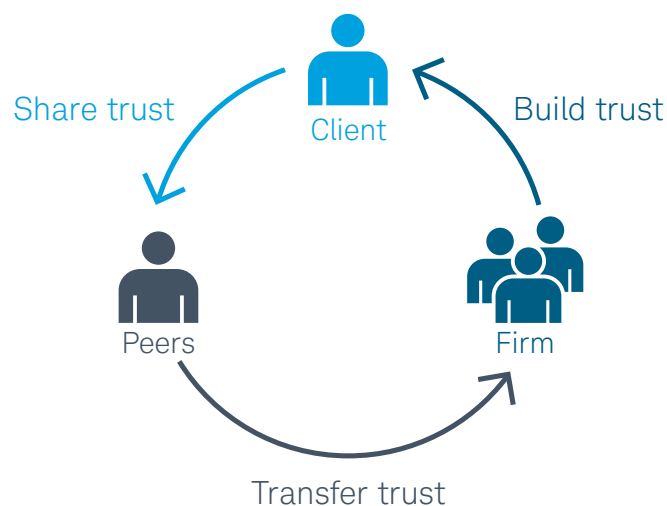 Share trust
Build trust
Client
Peers
Firm
Transfer trust